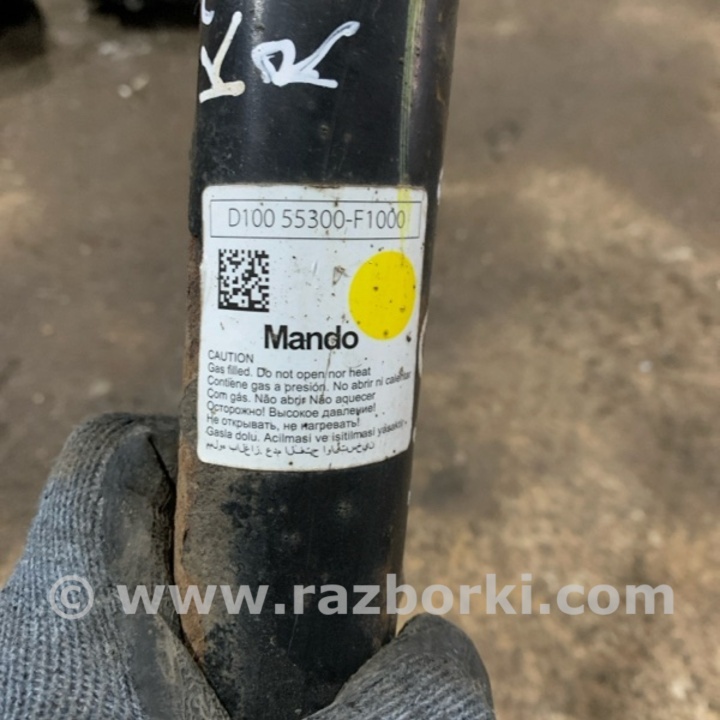 D100 55300-F1000
Mando
CAUTION
Gas filled. Do not open nor heat
Contiene gas a presión. No abrir ni calentar
Com gás. Não abrir Não aquecer
Осторожно! Высокое давление!
Не открывать, не нагревать!
Gasla dolu. Acilmasi ve isitilmasi yasaktır
© www.razborki.com